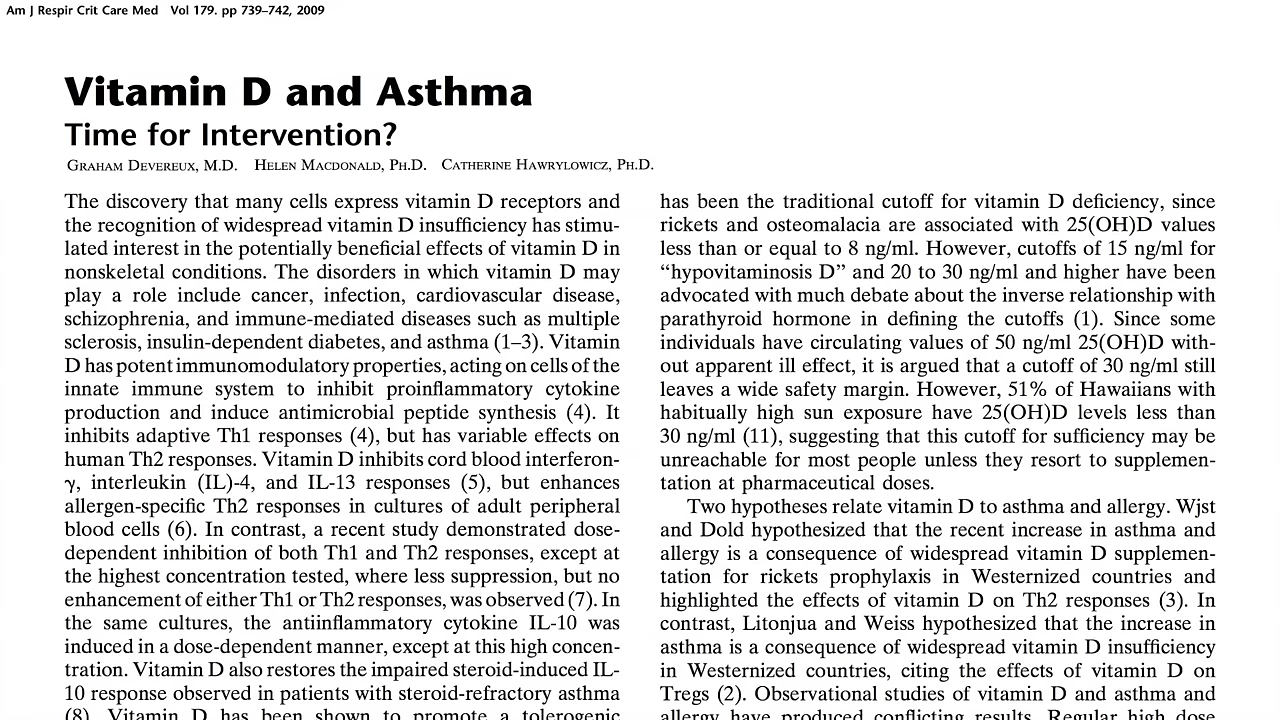 Am J Respir Crit Care Med Vol 179. pp 739–742, 2009
Vitamin D and Asthma
Time for Intervention?
Graham Devereux, M.D. Helen Macdonald, Ph.D. Catherine Hawrylowicz, Ph.D.
The discovery that many cells express vitamin D receptors and
the recognition of widespread vitamin D insufficiency has stimu-
lated interest in the potentially beneficial effects of vitamin D in
nonskeletal conditions. The disorders in which vitamin D may
play a role include cancer, infection, cardiovascular disease,
schizophrenia, and immune-mediated diseases such as multiple
sclerosis, insulin-dependent diabetes, and asthma (1–3). Vitamin
D has potent immunomodulatory properties, acting on cells of the
innate immune system to inhibit proinflammatory cytokine
production and induce antimicrobial peptide synthesis (4). It
inhibits adaptive Th1 responses (4), but has variable effects on
human Th2 responses. Vitamin D inhibits cord blood interferon-
γ, interleukin (IL)-4, and IL-13 responses (5), but enhances
allergen-specific Th2 responses in cultures of adult peripheral
blood cells (6). In contrast, a recent study demonstrated dose-
dependent inhibition of both Th1 and Th2 responses, except at
the highest concentration tested, where less suppression, but no
enhancement of either Th1 or Th2 responses, was observed (7). In
the same cultures, the antiinflammatory cytokine IL-10 was
induced in a dose-dependent manner, except at this high concen-
tration. Vitamin D also restores the impaired steroid-induced IL-
10 response observed in patients with steroid-refractory asthma
(8). Vitamin D has been shown to promote a tolerogenic
has been the traditional cutoff for vitamin D deficiency, since
rickets and osteomalacia are associated with 25(OH)D values
less than or equal to 8 ng/ml. However, cutoffs of 15 ng/ml for
“hypovitaminosis D” and 20 to 30 ng/ml and higher have been
advocated with much debate about the inverse relationship with
parathyroid hormone in defining the cutoffs (1). Since some
individuals have circulating values of 50 ng/ml 25(OH)D with-
out apparent ill effect, it is argued that a cutoff of 30 ng/ml still
leaves a wide safety margin. However, 51% of Hawaiians with
habitually high sun exposure have 25(OH)D levels less than
30 ng/ml (11), suggesting that this cutoff for sufficiency may be
unreachable for most people unless they resort to supplemen-
tation at pharmaceutical doses.
Two hypotheses relate vitamin D to asthma and allergy. Wjst
and Dold hypothesized that the recent increase in asthma and
allergy is a consequence of widespread vitamin D supplemen-
tation for rickets prophylaxis in Westernized countries and
highlighted the effects of vitamin D on Th2 responses (3). In
contrast, Litonjua and Weiss hypothesized that the increase in
asthma is a consequence of widespread vitamin D insufficiency
in Westernized countries, citing the effects of vitamin D on
Tregs (2). Observational studies of vitamin D and asthma and
allergy have produced conflicting results. Regular high dose